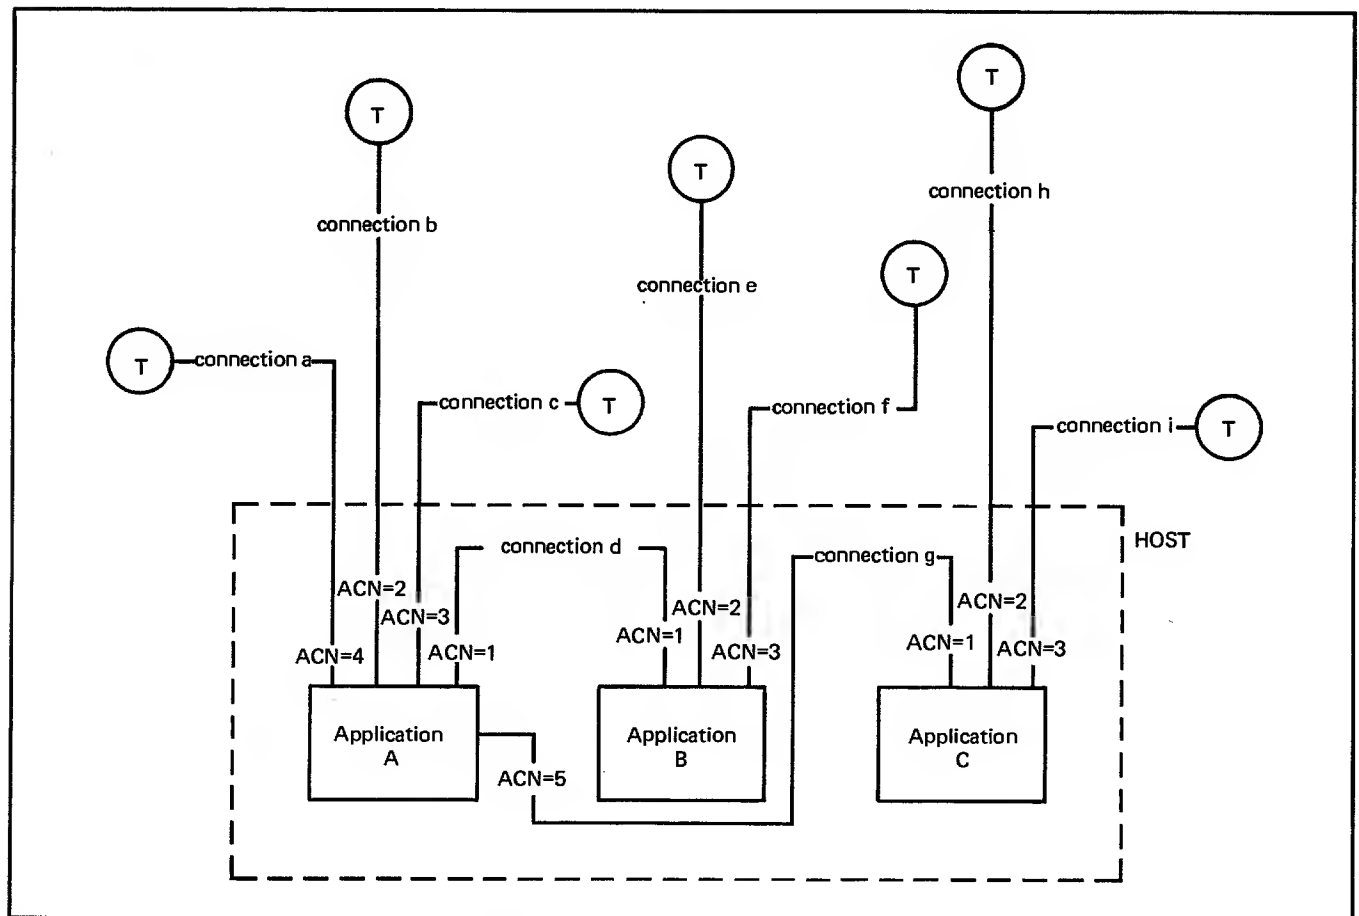 T
T
T
connection h
connection b
T
connection e
T
connection a
connection c
T
connection f
T
connection i
HOST
connection d
connection g
ACN=2
ACN=3
ACN=4
ACN=1
ACN=2
ACN=1
ACN=3
ACN=2
ACN=1
ACN=3
Application
A
Application
B
Application
C
ACN=5